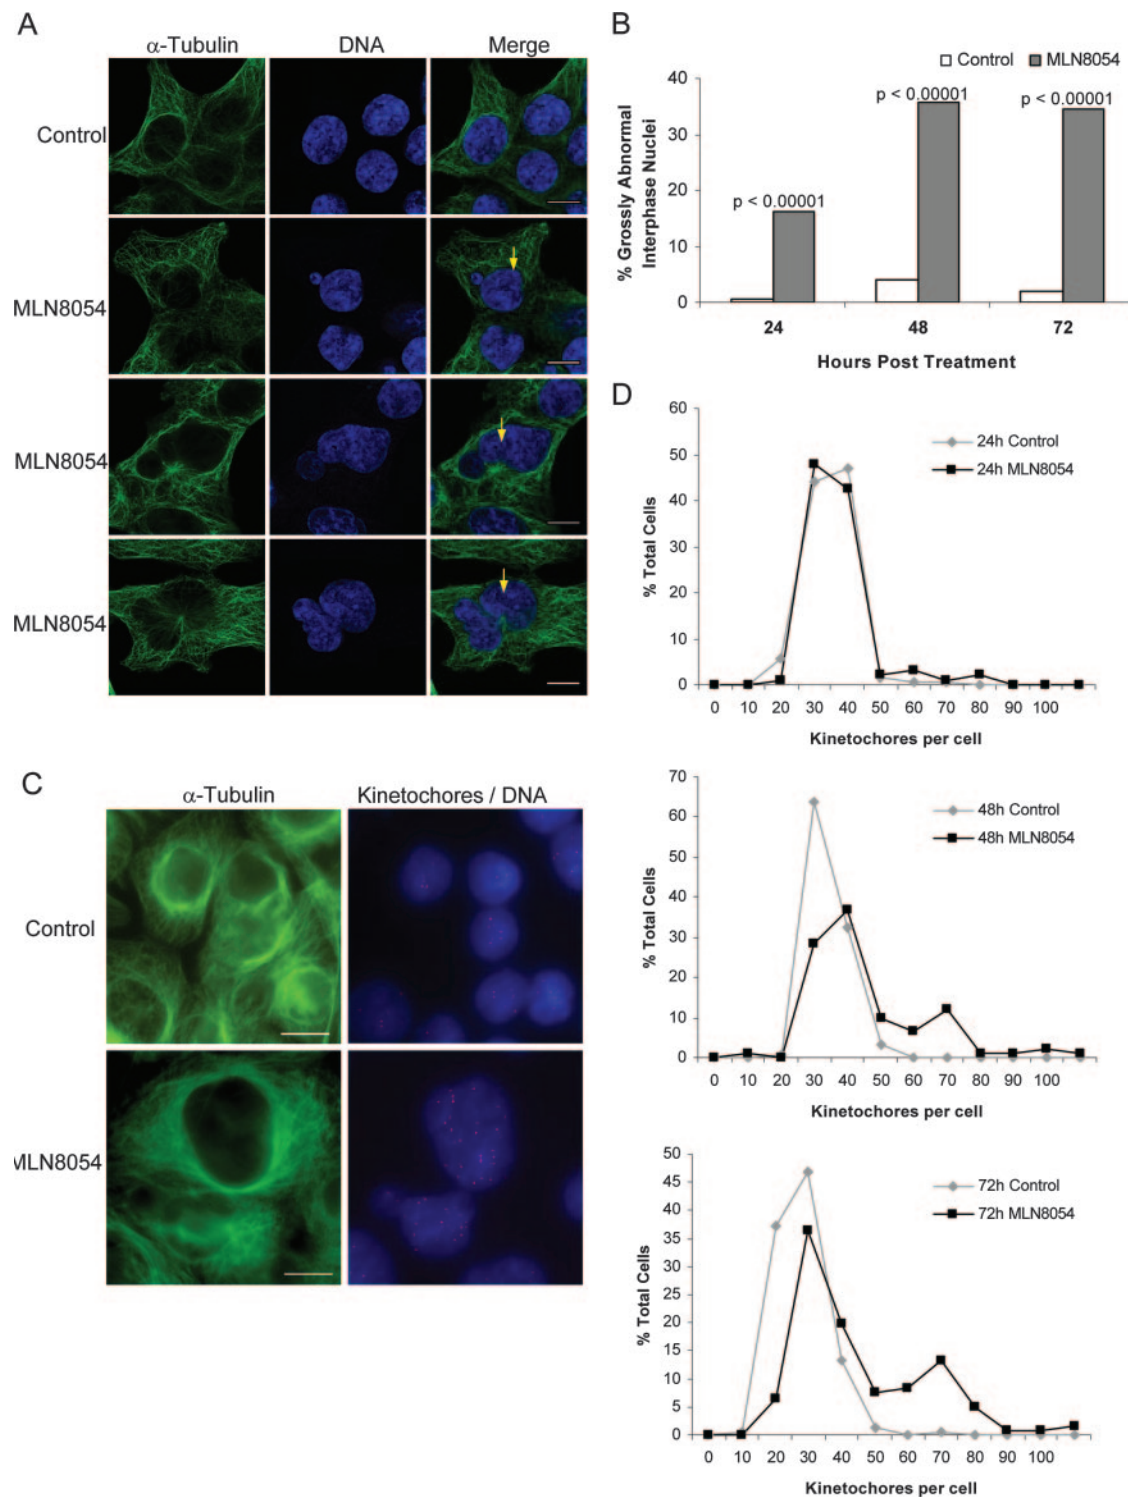 A
α-Tubulin DNA Merge
Control
MLN8054
MLN8054
MLN8054
B
Control MLN8054
% Grossly Abnormal
Interphase Nuclei
40
30
20
10
0
p < 0.00001
p < 0.00001
p < 0.00001
24 48 72
Hours Post Treatment
C
α-Tubulin Kinetochores / DNA
Control
MLN8054
D
% Total Cells
60
50
40
30
20
10
0
24h Control
24h MLN8054
0 10 20 30 40 50 60 70 80 90 100
Kinetochores per cell
% Total Cells
70
60
50
40
30
20
10
0
48h Control
48h MLN8054
0 10 20 30 40 50 60 70 80 90 100
Kinetochores per cell
% Total Cells
50
45
40
35
30
25
20
15
10
5
0
72h Control
72h MLN8054
0 10 20 30 40 50 60 70 80 90 100
Kinetochores per cell